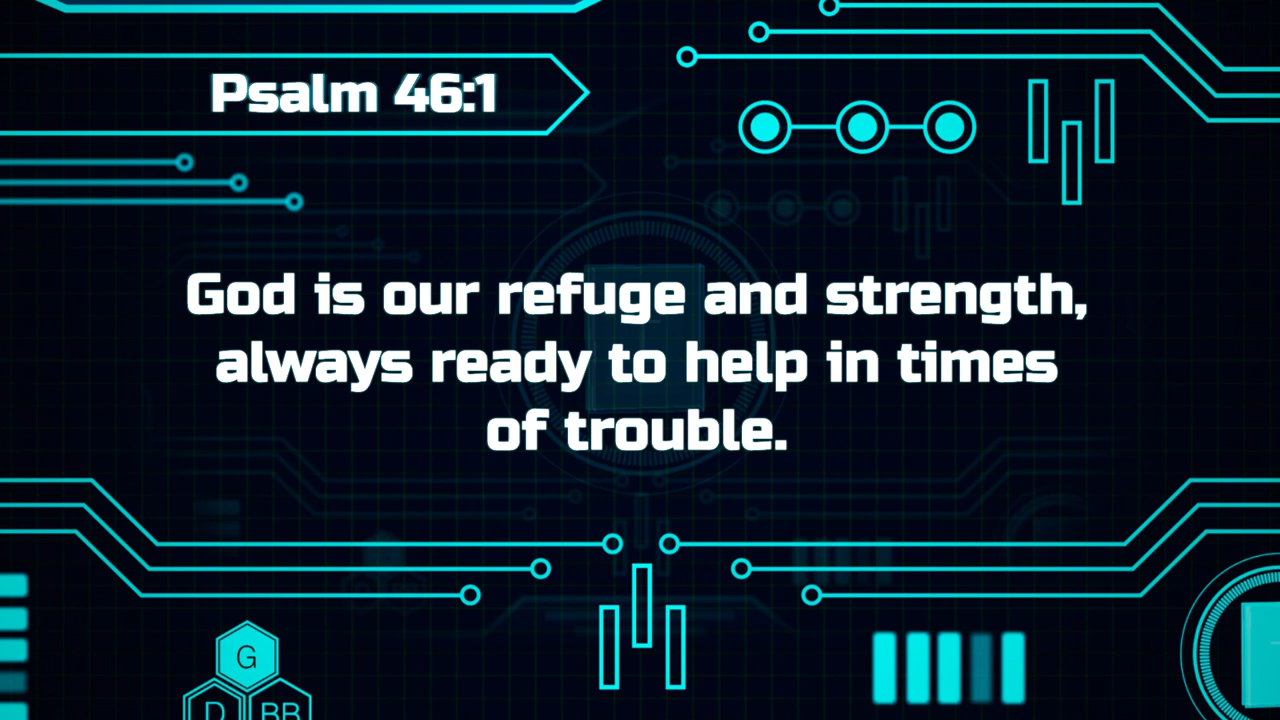 Psalm 46:1
God is our refuge and strength,
always ready to help in times
of trouble.
G
D BB